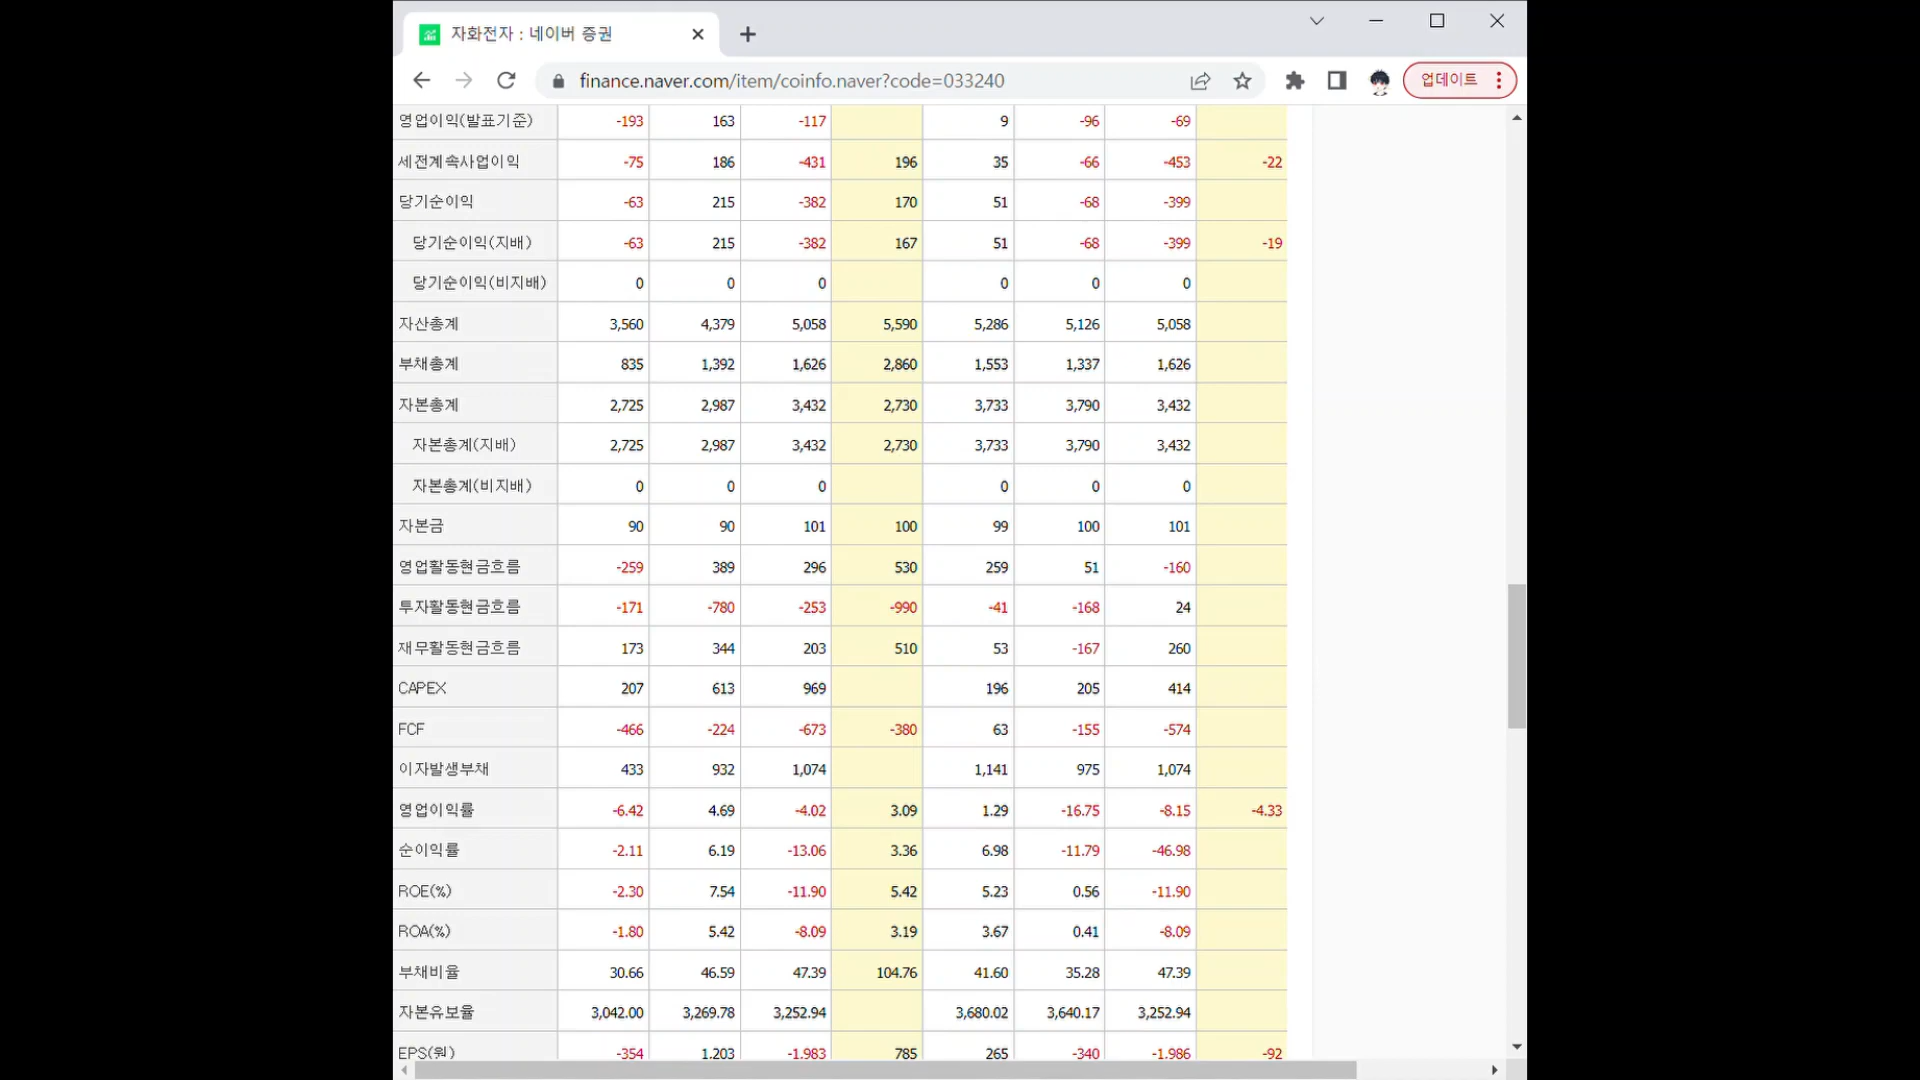 자화전자 : 네이버 증권
finance.naver.com/item/coinfo.naver?code=033240
업데이트
영업이익(발표기준) -193 163 -117 9 -96 -69
세전계속사업이익 -75 186 -431 196 35 -66 -453 -22
당기순이익 -63 215 -382 170 51 -68 -399
당기순이익(지배) -63 215 -382 167 51 -68 -399 -19
당기순이익(비지배) 0 0 0 0 0 0
자산총계 3,560 4,379 5,058 5,590 5,286 5,126 5,058
부채총계 835 1,392 1,626 2,860 1,553 1,337 1,626
자본총계 2,725 2,987 3,432 2,730 3,733 3,790 3,432
자본총계(지배) 2,725 2,987 3,432 2,730 3,733 3,790 3,432
자본총계(비지배) 0 0 0 0 0 0
자본금 90 90 101 100 99 100 101
영업활동현금흐름 -259 389 296 530 259 51 -160
투자활동현금흐름 -171 -780 -253 -990 -41 -168 24
재무활동현금흐름 173 344 203 510 53 -167 260
CAPEX 207 613 969 196 205 414
FCF -466 -224 -673 -380 63 -155 -574
이자발생부채 433 932 1,074 1,141 975 1,074
영업이익률 -6.42 4.69 -4.02 3.09 1.29 -16.75 -8.15 -4.33
순이익률 -2.11 6.19 -13.06 3.36 6.98 -11.79 -46.98
ROE(%) -2.30 7.54 -11.90 5.42 5.23 0.56 -11.90
ROA(%) -1.80 5.42 -8.09 3.19 3.67 0.41 -8.09
부채비율 30.66 46.59 47.39 104.76 41.60 35.28 47.39
자본유보율 3,042.00 3,269.78 3,252.94 3,680.02 3,640.17 3,252.94
EPS(원) -354 1,203 -1,983 785 265 -340 -1,986 -92